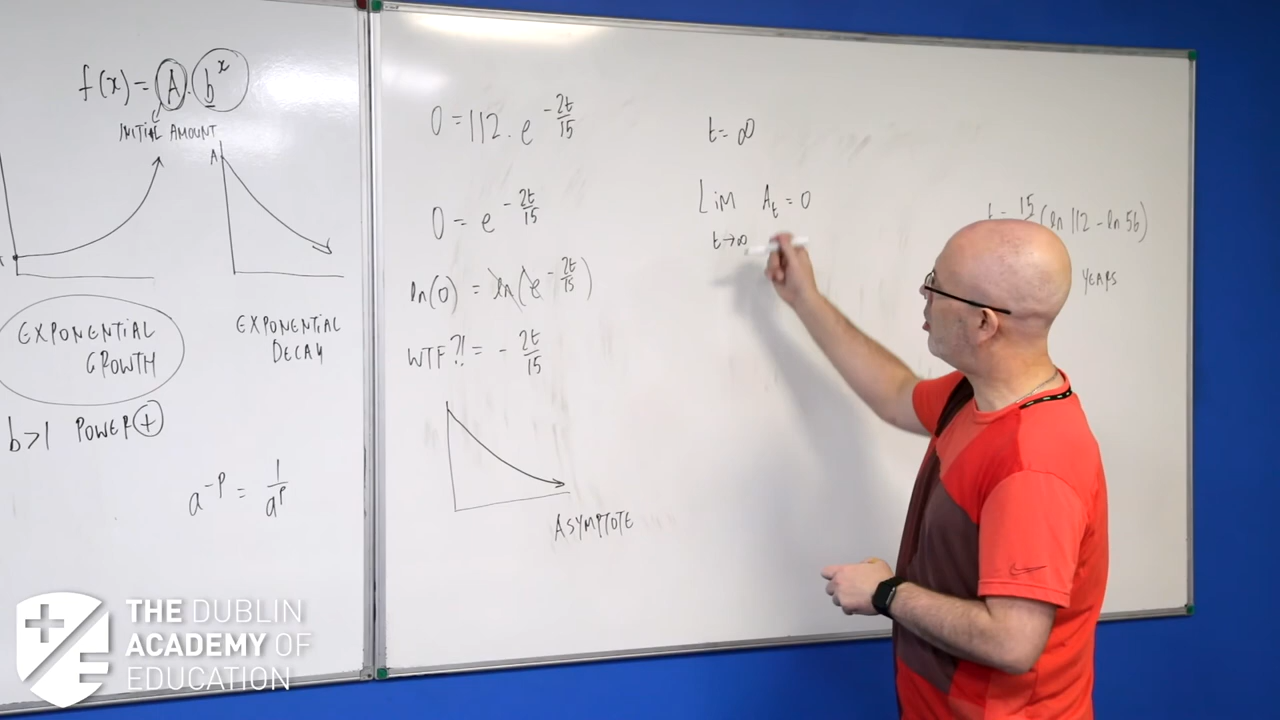 f(x) = A . b^x
INITIAL AMOUNT
A
EXPONENTIAL
GROWTH
EXPONENTIAL
DECAY
b>1 POWER +
a^-P = 1/a^P
0 = 112 . e^-2t/15
0 = e^-2t/15
ln(0) = ln(e^-2t/15)
WTF?! = - 2t/15
ASYMPTOTE
t = ∞
LiM A_t = 0
t→∞
(ln 112 - ln 56)
YEARS
THE DUBLIN
ACADEMY OF
EDUCATION